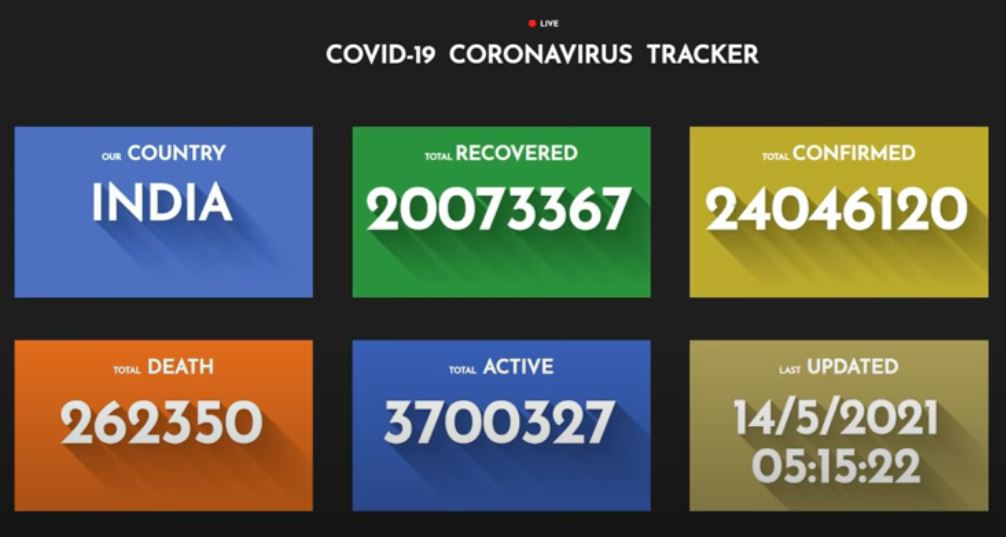 LIVE
COVID-19 CORONAVIRUS TRACKER
OUR COUNTRY
INDIA
TOTAL RECOVERED
20073367
TOTAL CONFIRMED
24046120
TOTAL DEATH
262350
TOTAL ACTIVE
3700327
LAST UPDATED
14/5/2021
05:15:22